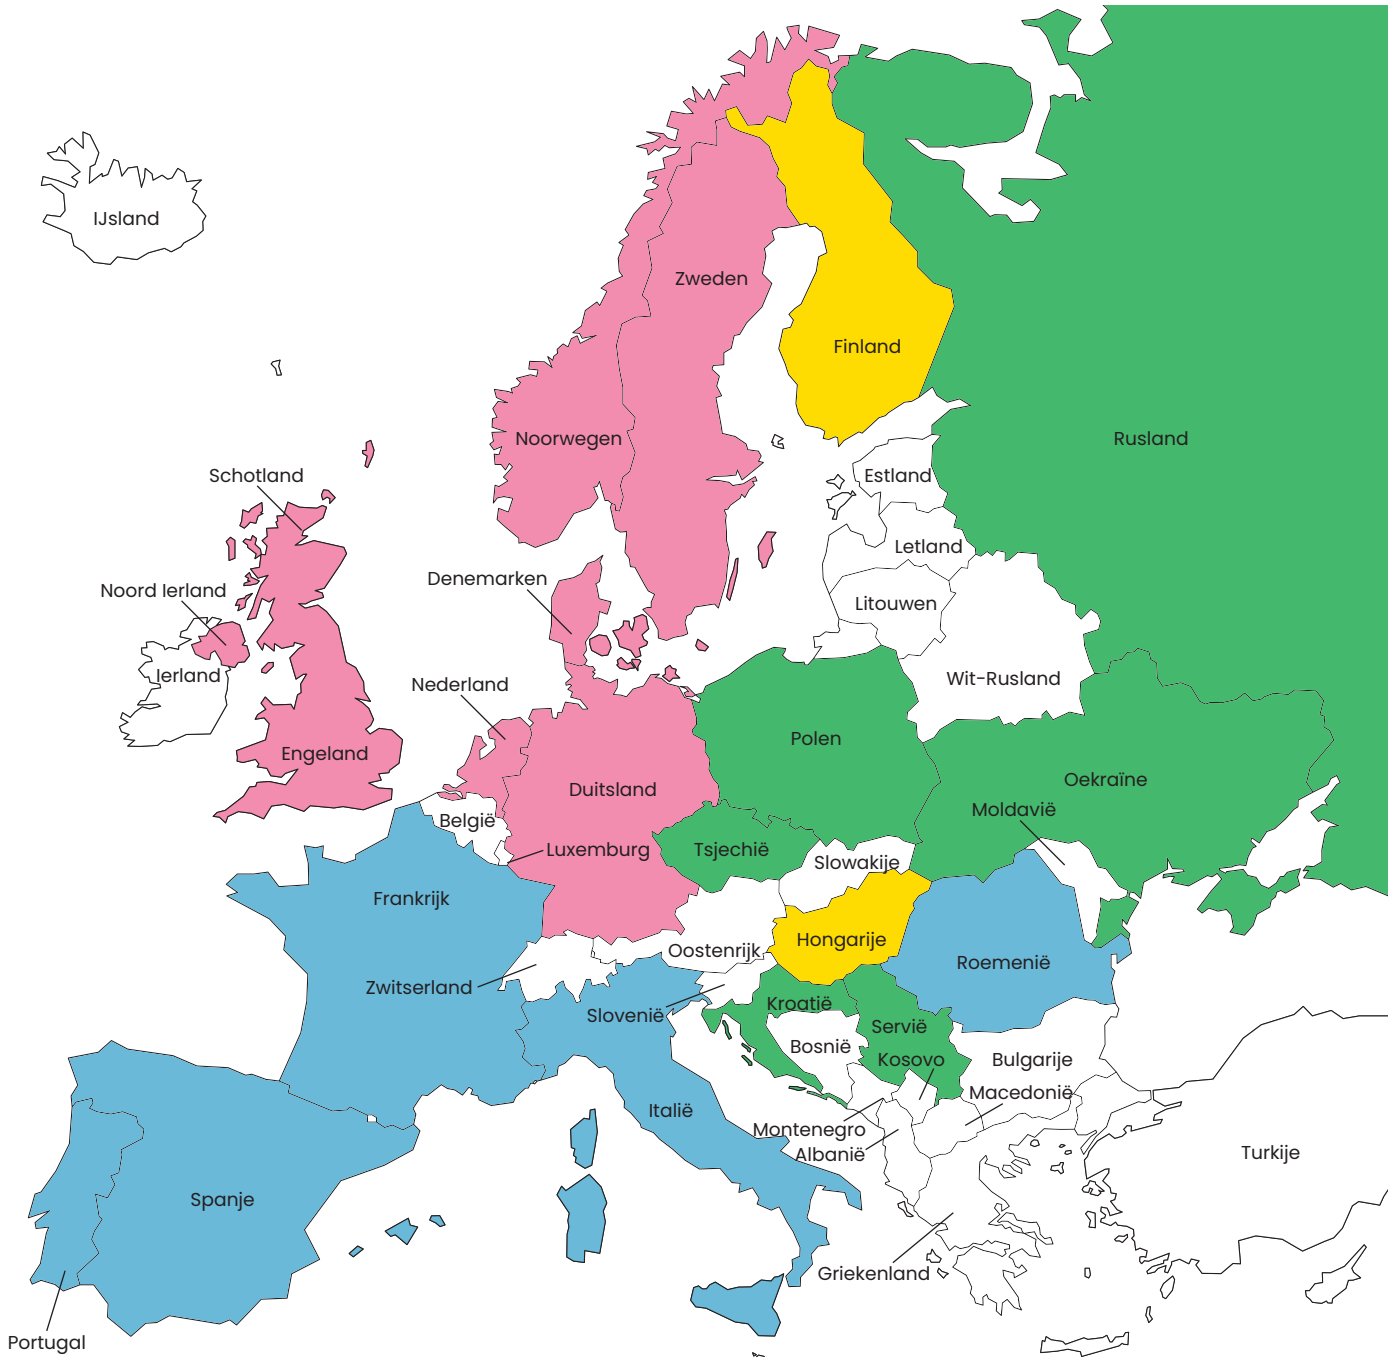 IJsland
Zweden
Finland
Noorwegen
Rusland
Schotland
Estland
Letland
Denemarken
Noord Ierland
Litouwen
Ierland
Wit-Rusland
Nederland
Polen
Engeland
Oekraïne
Duitsland
Moldavië
België
Luxemburg
Tsjechië
Slowakije
Frankrijk
Hongarije
Oostenrijk
Roemenië
Zwitserland
Kroatië
Slovenië
Servië
Bosnië
Kosovo
Bulgarije
Macedonië
Italië
Montenegro
Albanië
Turkije
Spanje
Griekenland
Portugal